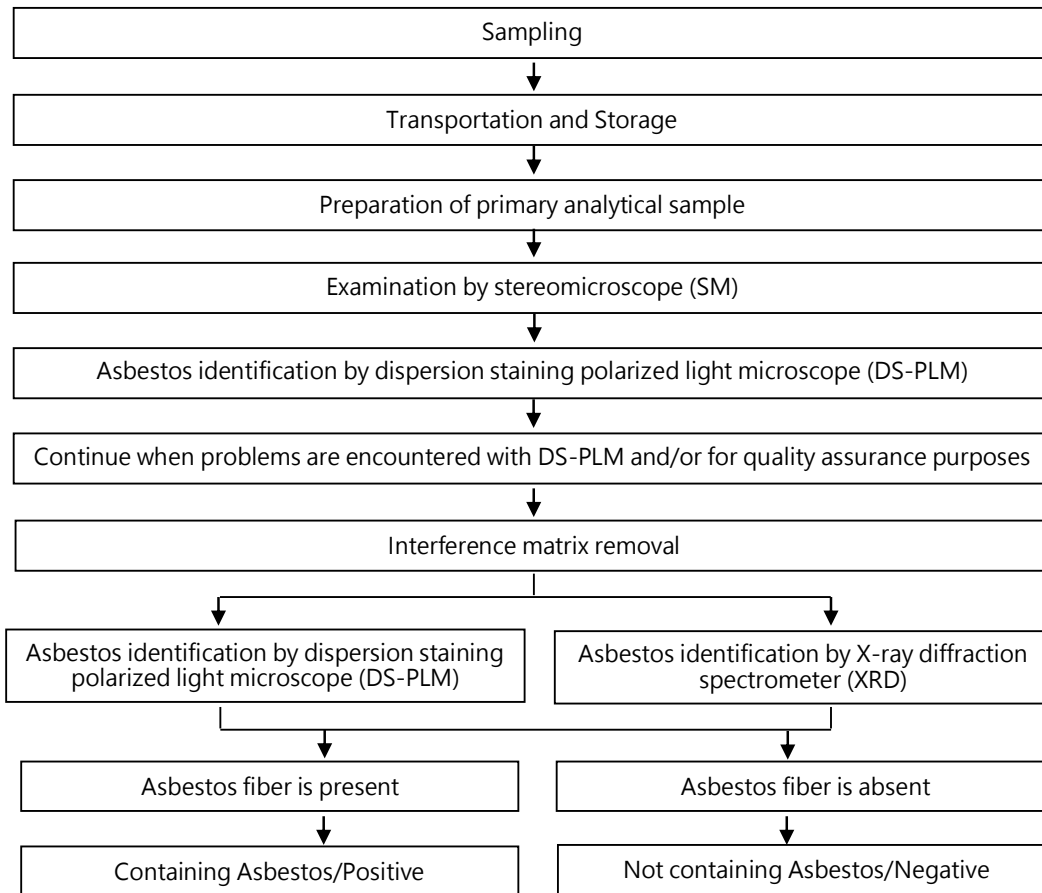 Sampling
Transportation and Storage
Preparation of primary analytical sample
Examination by stereomicroscope (SM)
Asbestos identification by dispersion staining polarized light microscope (DS-PLM)
Continue when problems are encountered with DS-PLM and/or for quality assurance purposes
Interference matrix removal
Asbestos identification by dispersion staining
polarized light microscope (DS-PLM)
Asbestos identification by X-ray diffraction
spectrometer (XRD)
Asbestos fiber is present
Asbestos fiber is absent
Containing Asbestos/Positive
Not containing Asbestos/Negative